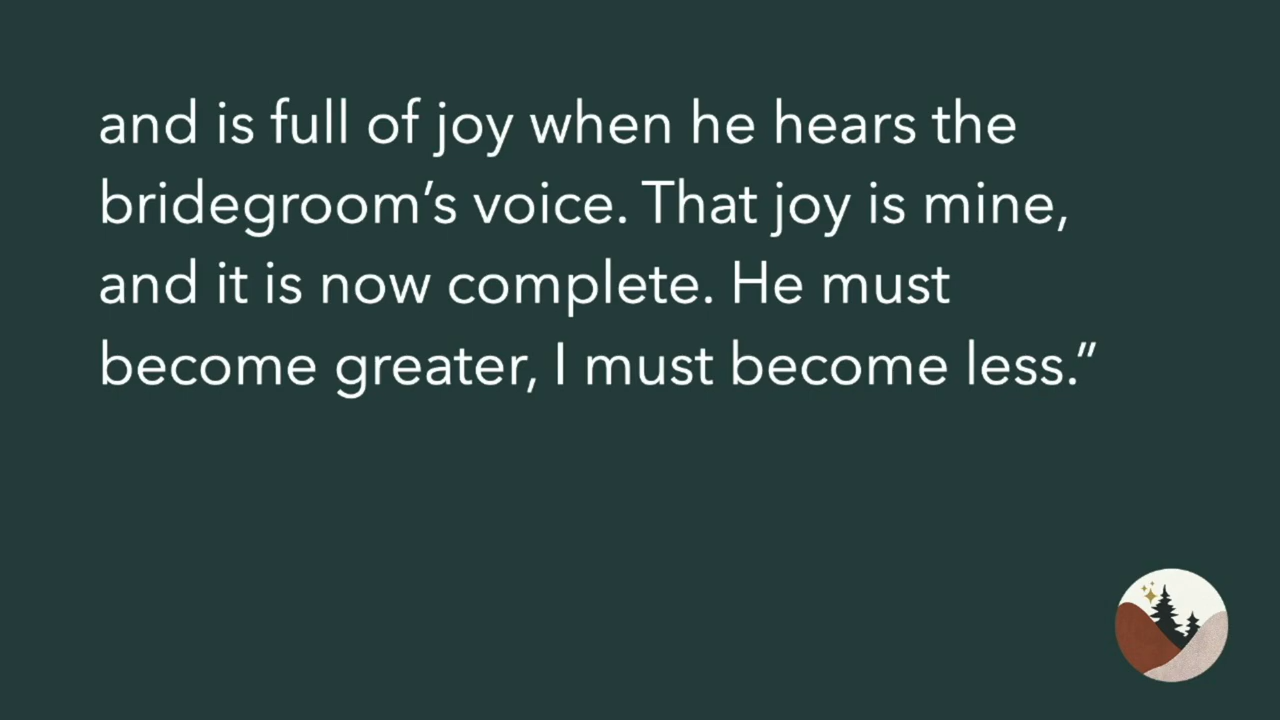 and is full of joy when he hears the
bridegroom’s voice. That joy is mine,
and it is now complete. He must
become greater, I must become less.”